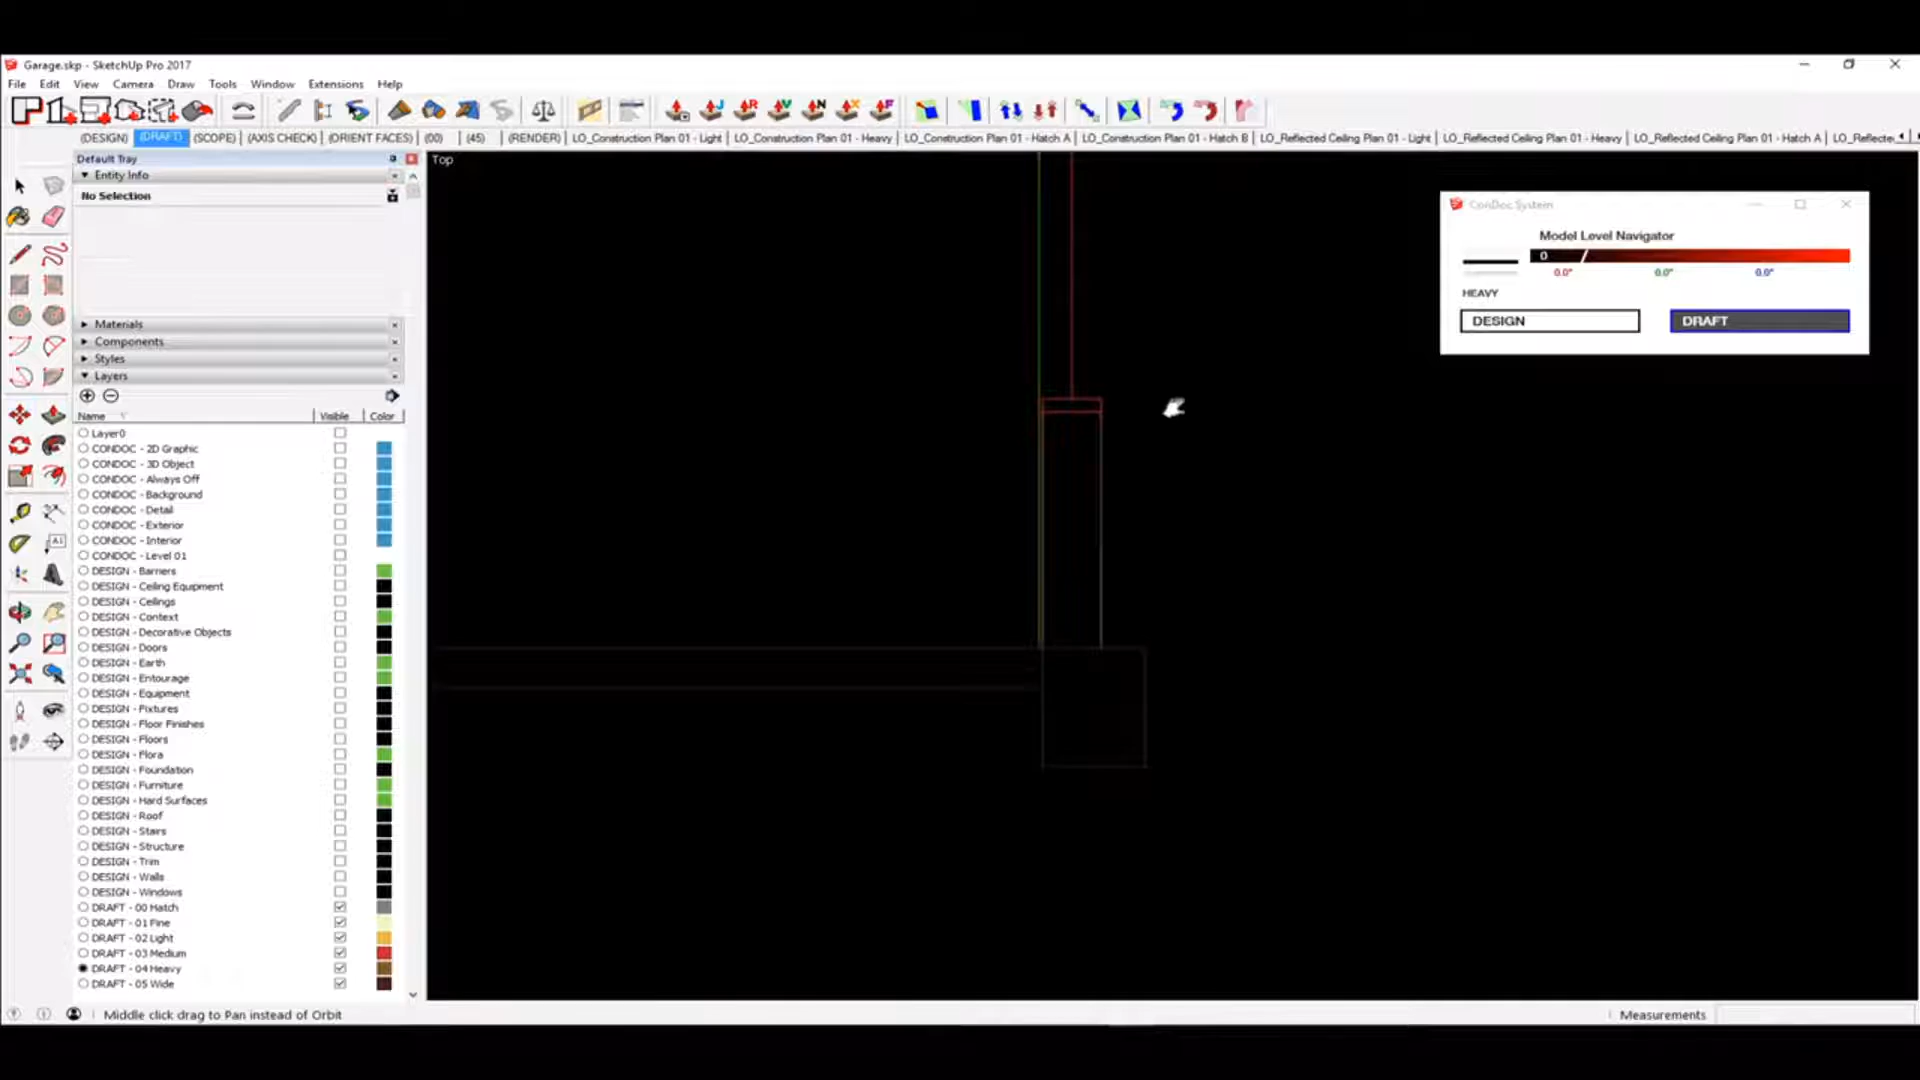 Garage.skp - SketchUp Pro 2017
File Edit View Camera Draw Tools Window Extensions Help
(DESIGN) (DRAFT) (SCOPE) (AXIS CHECK) (ORIENT FACES) (00) (45) (RENDER) LO_Construction Plan 01 - Light LO_Construction Plan 01 - Heavy LO_Construction Plan 01 - Hatch A LO_Construction Plan 01 - Hatch B LO_Reflected Ceiling Plan 01 - Light LO_Reflected Ceiling Plan 01 - Heavy LO_Reflected Ceiling Plan 01 - Hatch A LO_Reflecte
Default Tray
Top
Entity Info
No Selection
ConDoc System
Model Level Navigator
0
0.0" 0.0" 0.0"
HEAVY
DESIGN DRAFT
Materials
Components
Styles
Layers
Name Visible Color
Layer0
CONDOC - 2D Graphic
CONDOC - 3D Object
CONDOC - Always Off
CONDOC - Background
CONDOC - Detail
CONDOC - Exterior
CONDOC - Interior
CONDOC - Level 01
DESIGN - Barriers
DESIGN - Ceiling Equipment
DESIGN - Ceilings
DESIGN - Context
DESIGN - Decorative Objects
DESIGN - Doors
DESIGN - Earth
DESIGN - Entourage
DESIGN - Equipment
DESIGN - Fixtures
DESIGN - Floor Finishes
DESIGN - Floors
DESIGN - Flora
DESIGN - Foundation
DESIGN - Furniture
DESIGN - Hard Surfaces
DESIGN - Roof
DESIGN - Stairs
DESIGN - Structure
DESIGN - Trim
DESIGN - Walls
DESIGN - Windows
DRAFT - 00 Hatch
DRAFT - 01 Fine
DRAFT - 02 Light
DRAFT - 03 Medium
DRAFT - 04 Heavy
DRAFT - 05 Wide
Middle click drag to Pan instead of Orbit
Measurements